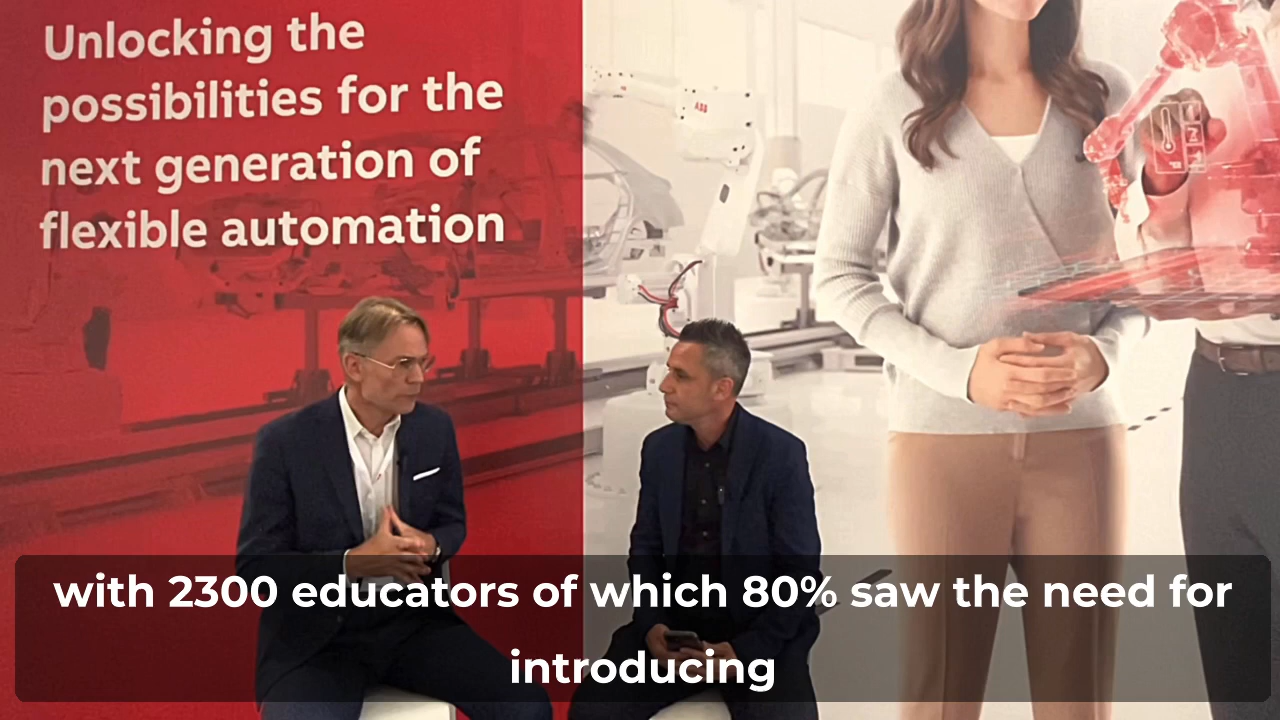 Unlocking the
possibilities for the
next generation of
flexible automation
ABB
with 2300 educators of which 80% saw the need for
introducing